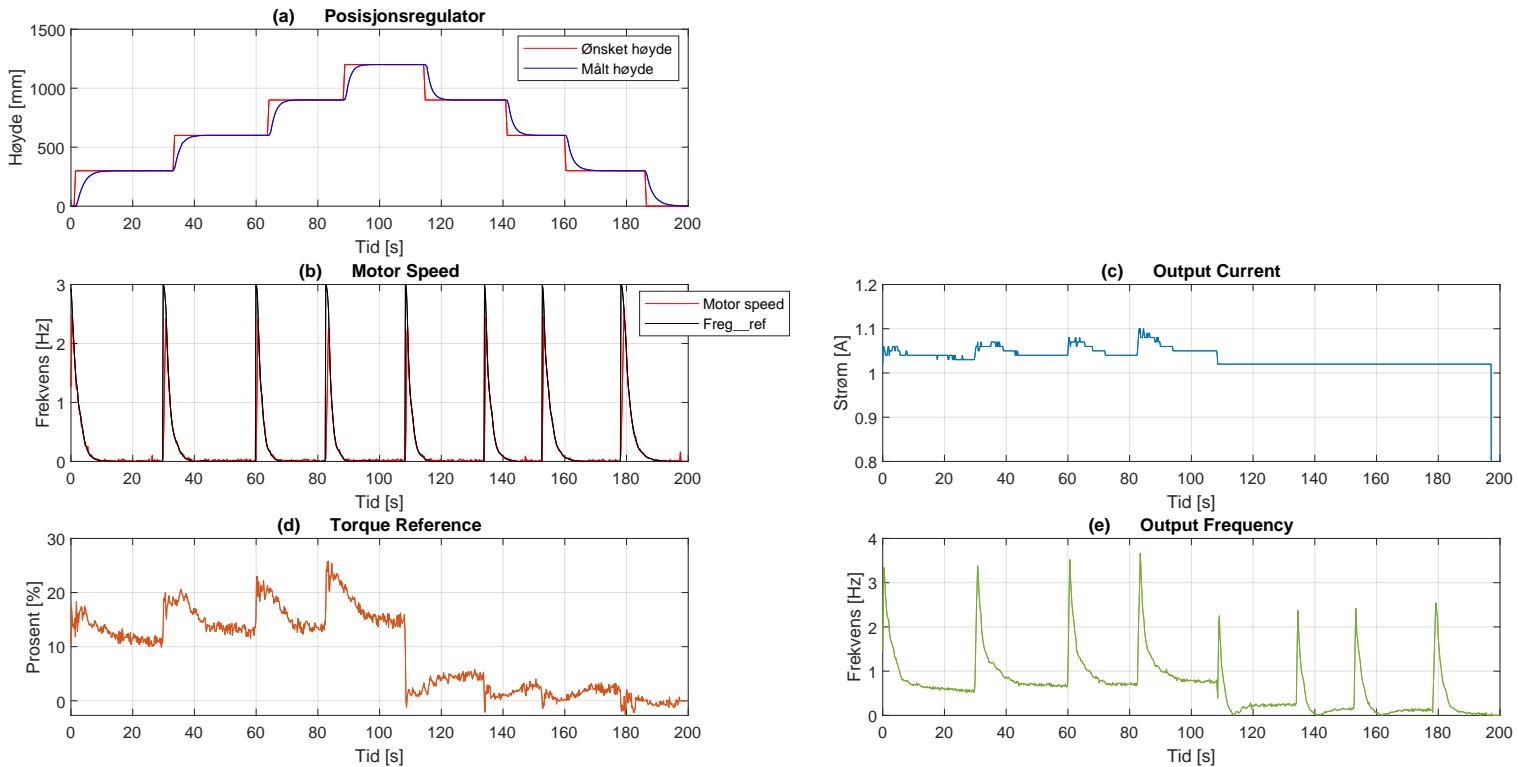 (a) Posisjonsregulator
1500
1000
500
0
Høyde [mm]
Ønsket høyde
Målt høyde
0 20 40 60 80 100 120 140 160 180 200
Tid [s]
(b) Motor Speed
3
2
1
0
Frekvens [Hz]
Motor speed
Freg__ref
0 20 40 60 80 100 120 140 160 180 200
Tid [s]
(c) Output Current
1.2
1.1
1
0.9
0.8
Strøm [A]
0 20 40 60 80 100 120 140 160 180 200
Tid [s]
(d) Torque Reference
30
20
10
0
Prosent [%]
0 20 40 60 80 100 120 140 160 180 200
Tid [s]
(e) Output Frequency
4
3
2
1
0
Frekvens [Hz]
0 20 40 60 80 100 120 140 160 180 200
Tid [s]